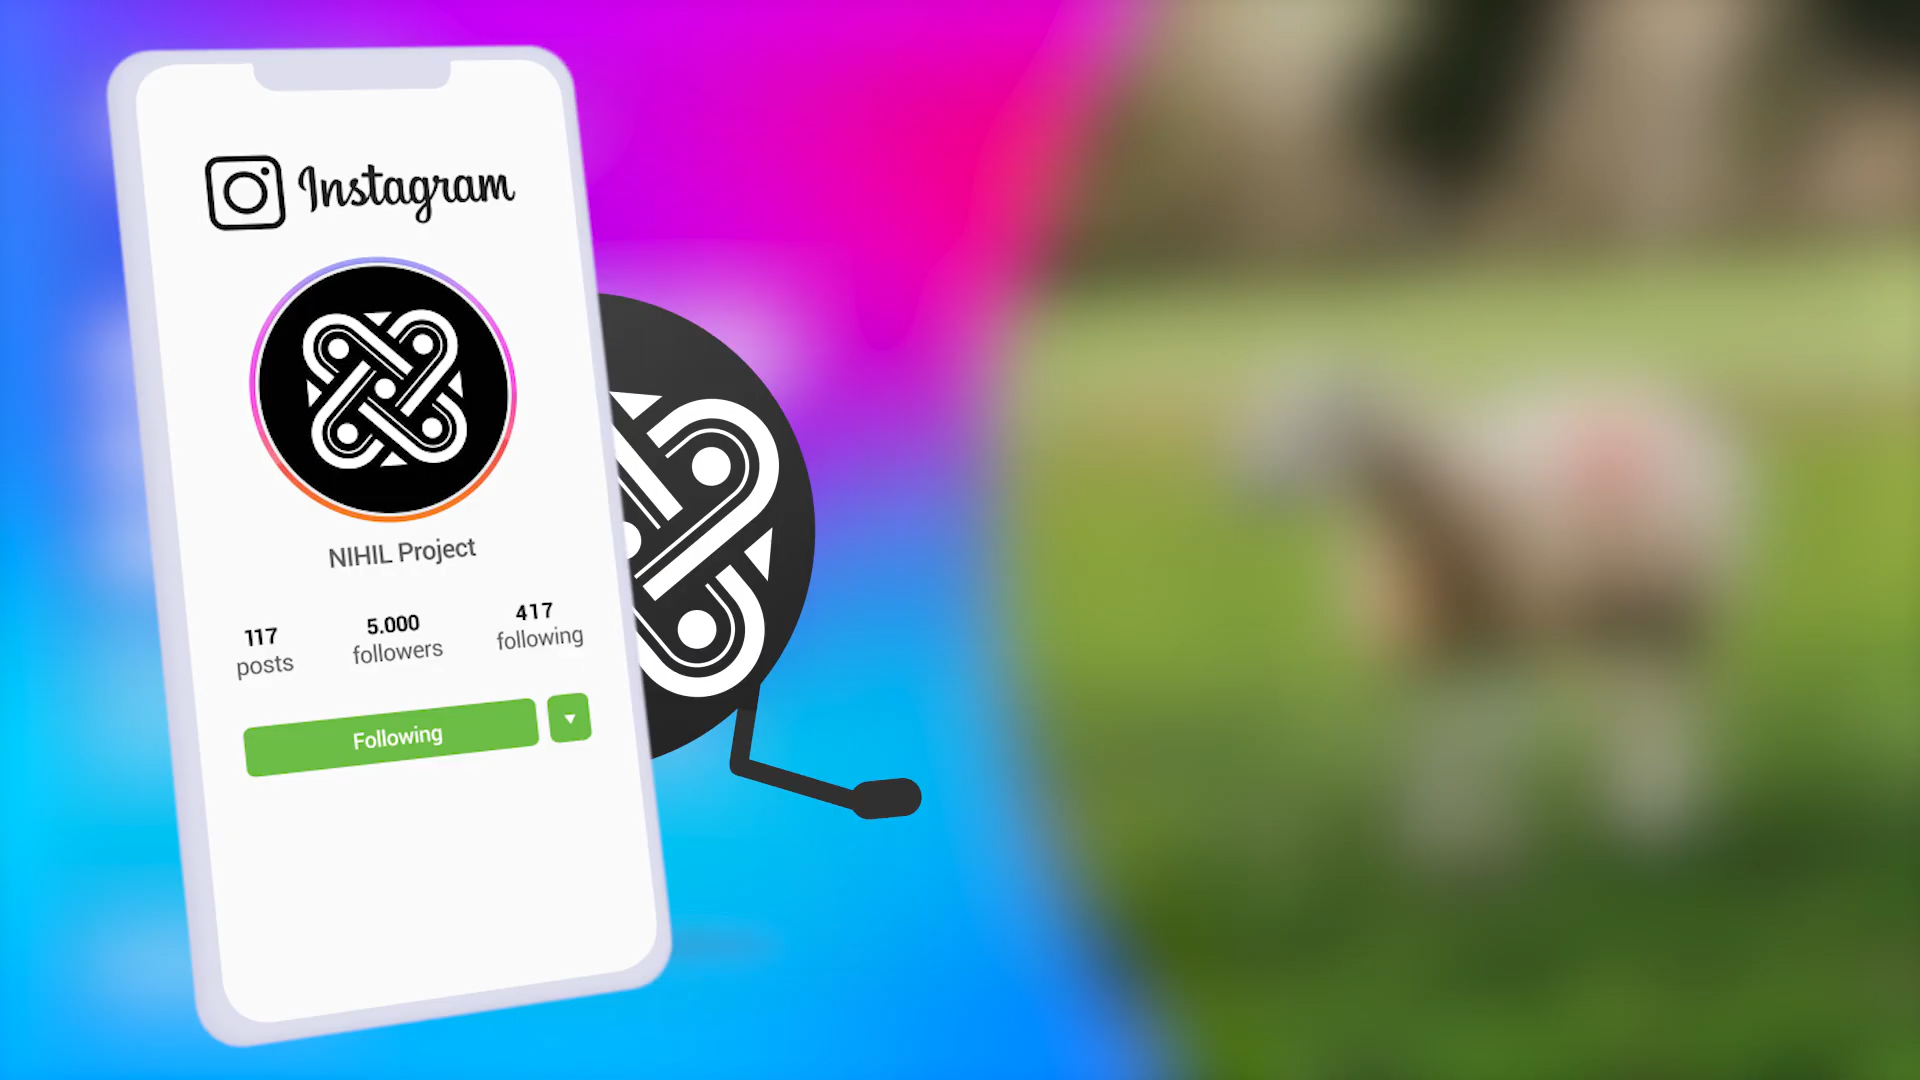 Instagram
NIHIL Project
117 5.000 417
posts followers following
Following